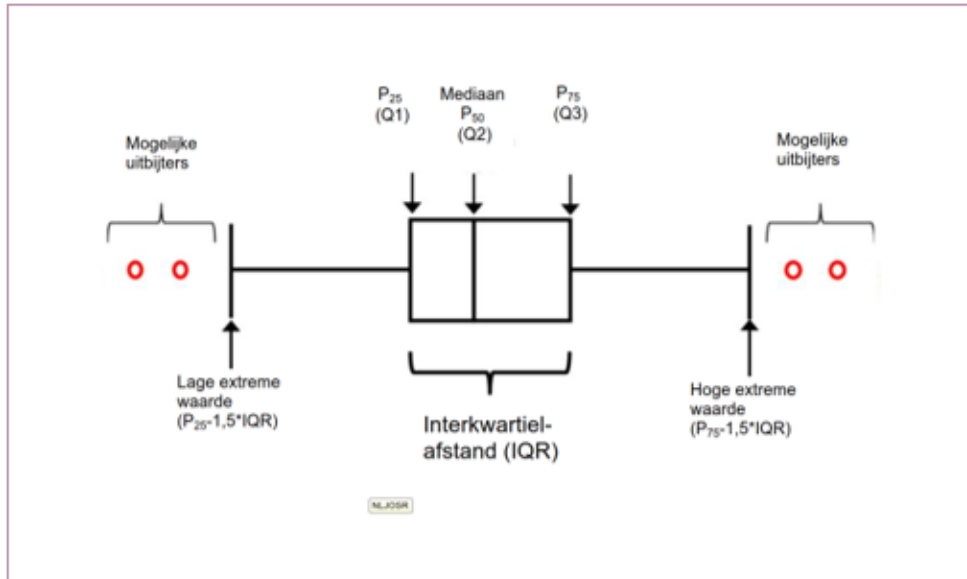 P25
(Q1)
Mediaan
P50
(Q2)
P75
(Q3)
Mogelijke
uitbijters
Mogelijke
uitbijters
Lage extreme
waarde
(P25-1,5*IQR)
Interkwartiel-
afstand (IQR)
Hoge extreme
waarde
(P75-1,5*IQR)
NLJOSR